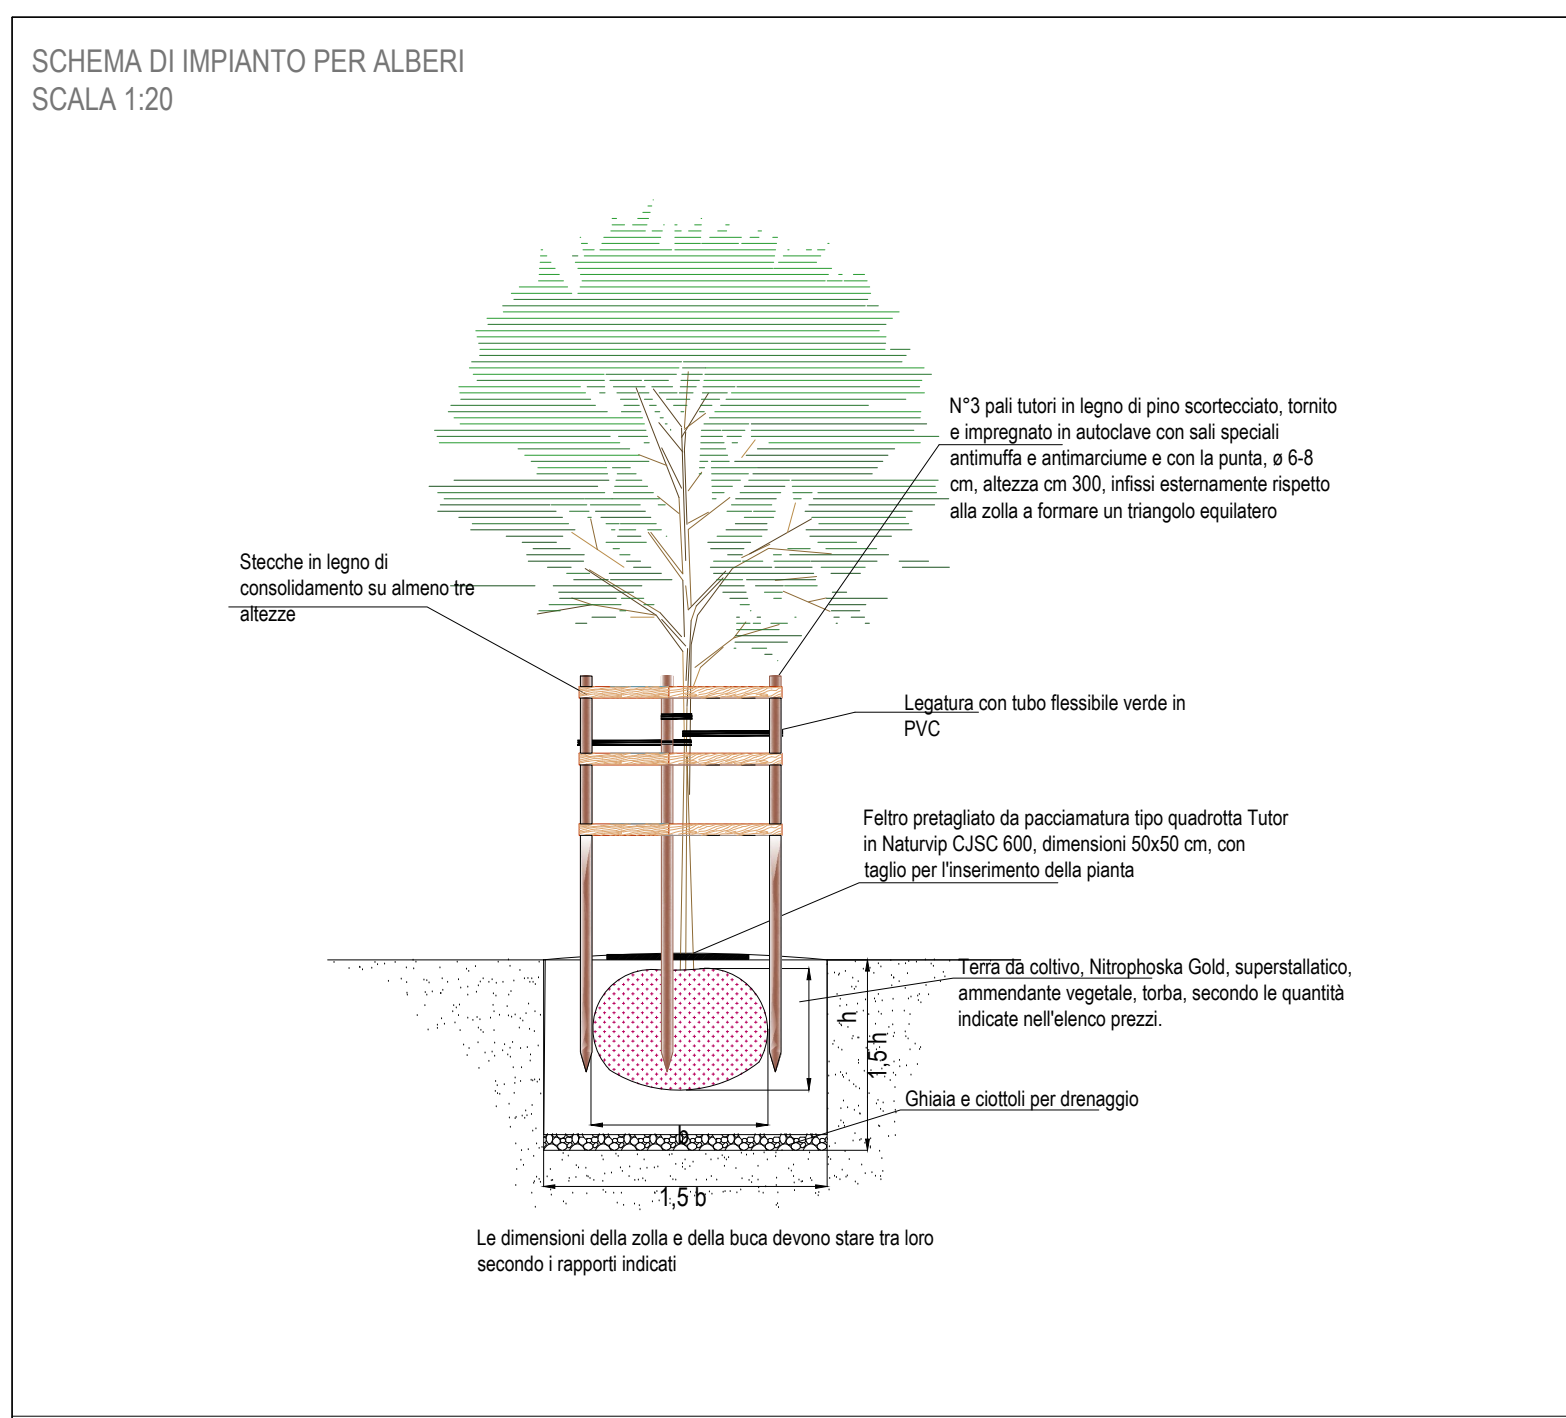 SCHEMA DI IMPIANTO PER ALBERI
SCALA 1:20
N°3 pali tutori in legno di pino scortecciato, tornito
e impregnato in autoclave con sali speciali
antimuffa e antimarciume e con la punta, ø 6-8
cm, altezza cm 300, infissi esternamente rispetto
alla zolla a formare un triangolo equilatero
Stecche in legno di
consolidamento su almeno tre
altezze
Legatura con tubo flessibile verde in
PVC
Feltro pretagliato da pacciamatura tipo quadrotta Tutor
in Naturvip CJSC 600, dimensioni 50x50 cm, con
taglio per l'inserimento della pianta
Terra da coltivo, Nitrophoska Gold, superstallatico,
ammendante vegetale, torba, secondo le quantità
indicate nell'elenco prezzi.
h
1,5 h
Ghiaia e ciottoli per drenaggio
b
1,5 b
Le dimensioni della zolla e della buca devono stare tra loro
secondo i rapporti indicati